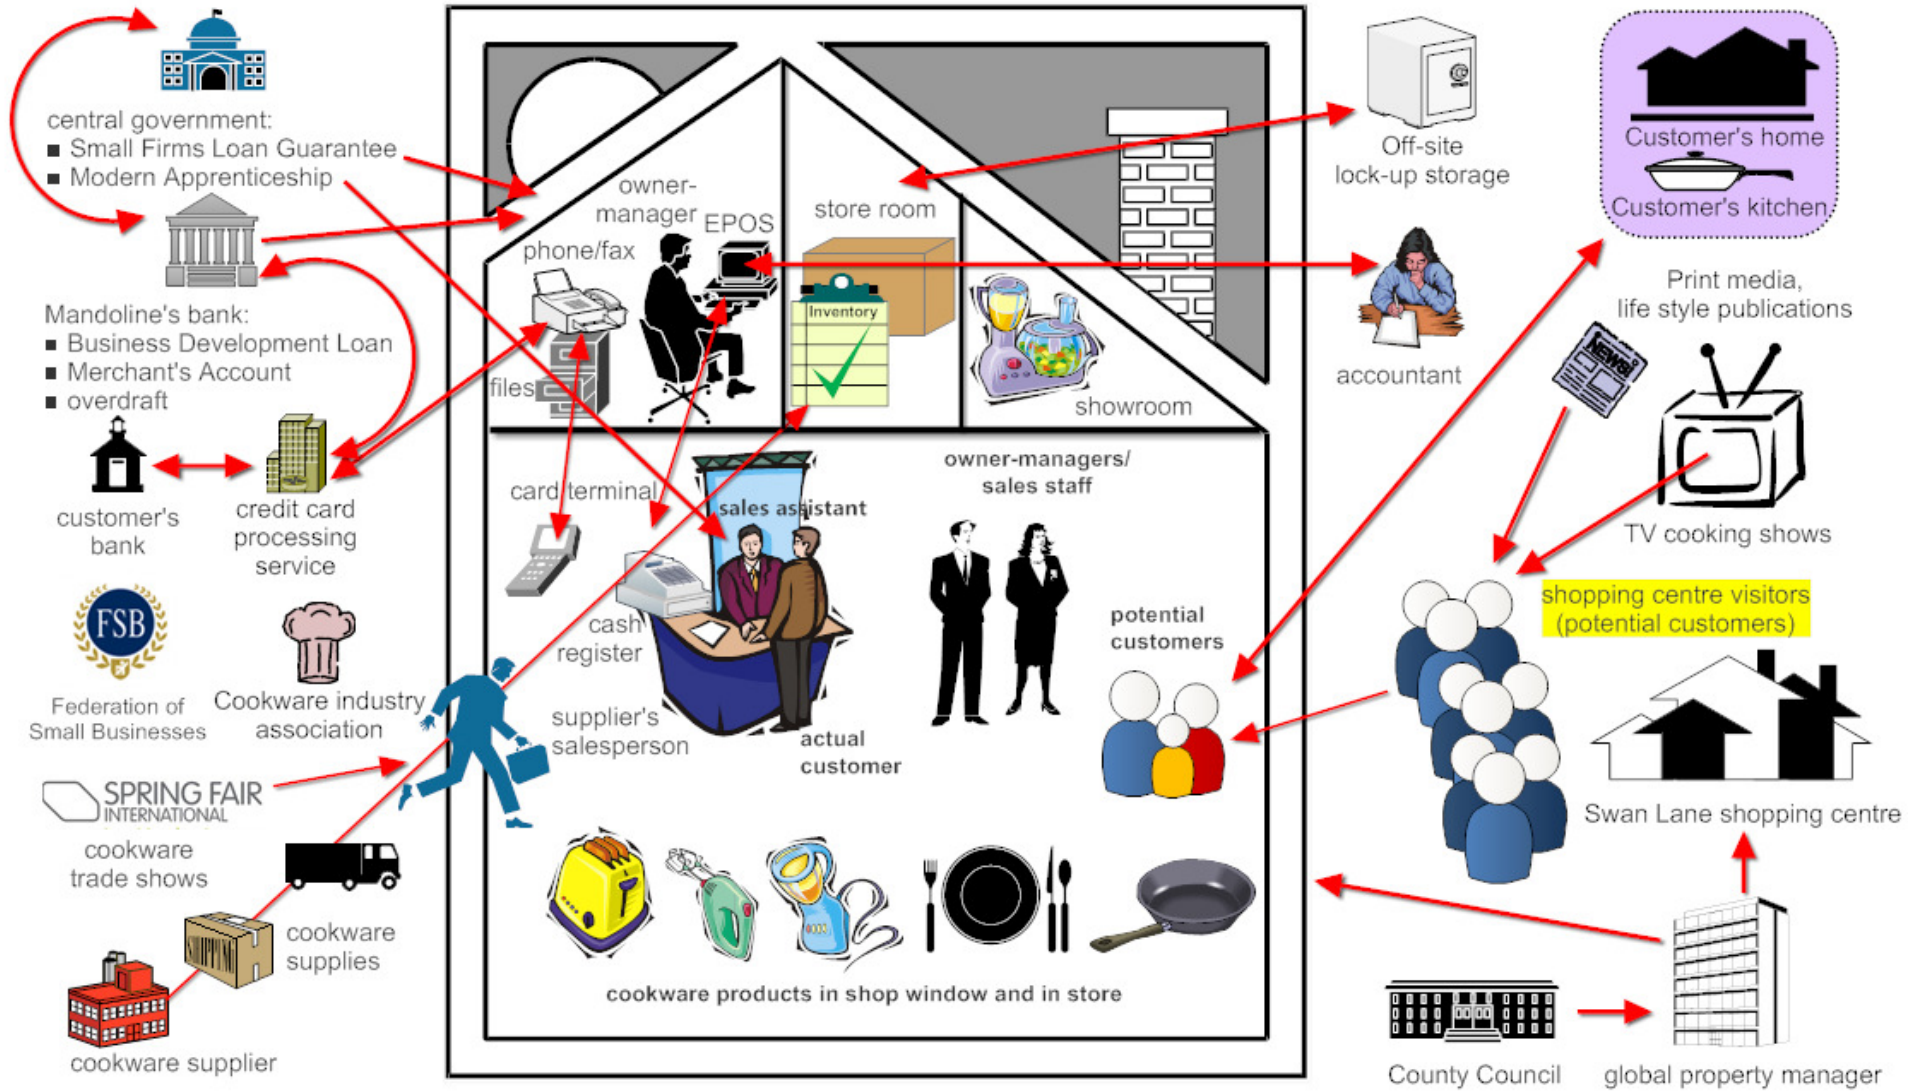 central government:
▪ Small Firms Loan Guarantee
▪ Modern Apprenticeship
Mandoline's bank:
▪ Business Development Loan
▪ Merchant's Account
▪ overdraft
customer's
bank
credit card
processing
service
FSB
Federation of
Small Businesses
Cookware industry
association
SPRING FAIR
INTERNATIONAL
cookware
trade shows
cookware
supplies
cookware supplier
owner-
manager
EPOS
phone/fax
files
store room
Inventory
showroom
card terminal
sales assistant
owner-managers/
sales staff
cash
register
supplier's
salesperson
actual
customer
potential
customers
cookware products in shop window and in store
Off-site
lock-up storage
accountant
Customer's home
Customer's kitchen
Print media,
life style publications
NEWS!
TV cooking shows
shopping centre visitors
(potential customers)
Swan Lane shopping centre
County Council
global property manager